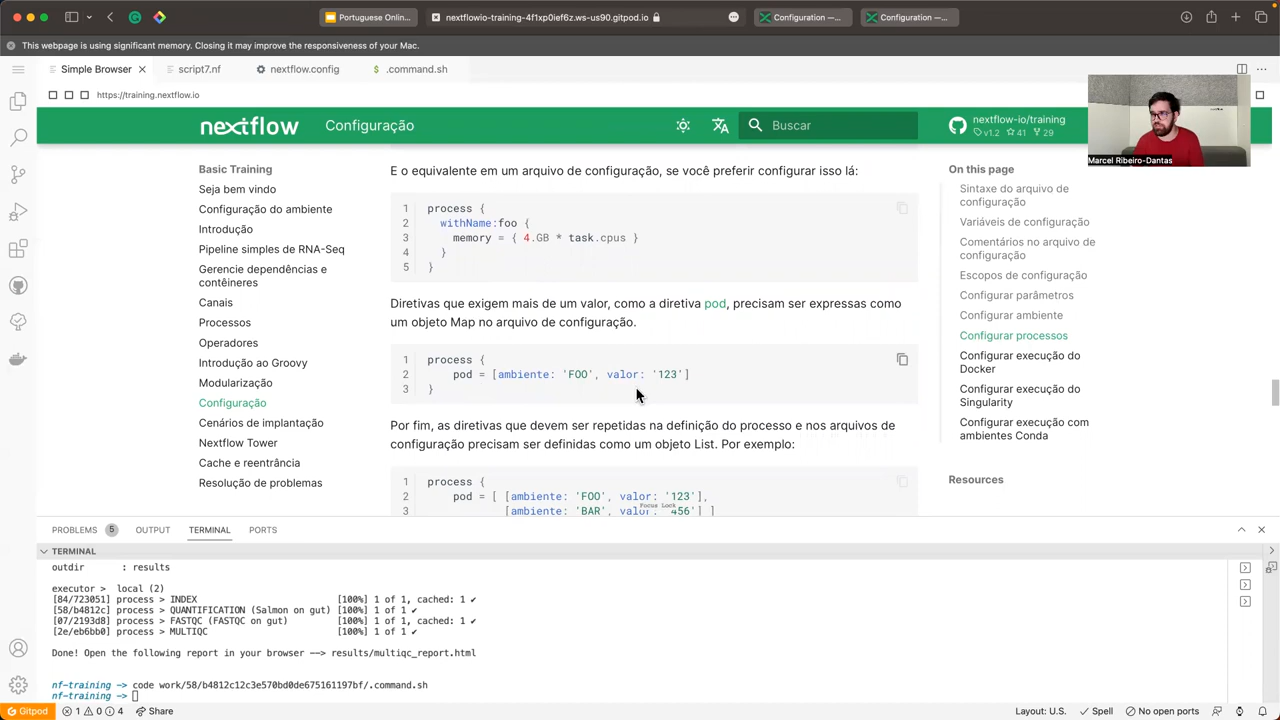 Portuguese Onlin...
nextflowio-training-4f1xp0ief6z.ws-us90.gitpod.io
Configuration —...
Configuration —...
This webpage is using significant memory. Closing it may improve the responsiveness of your Mac.
Simple Browser
script7.nf
nextflow.config
$ .command.sh
https://training.nextflow.io
nextflow
Configuração
Buscar
nextflow-io/training
v1.2 41 29
Marcel Ribeiro-Dantas
Basic Training
Seja bem vindo
Configuração do ambiente
Introdução
Pipeline simples de RNA-Seq
Gerencie dependências e
contêineres
Canais
Processos
Operadores
Introdução ao Groovy
Modularização
Configuração
Cenários de implantação
Nextflow Tower
Cache e reentrância
Resolução de problemas
E o equivalente em um arquivo de configuração, se você preferir configurar isso lá:
1 process {
2 withName:foo {
3 memory = { 4.GB * task.cpus }
4 }
5 }
Diretivas que exigem mais de um valor, como a diretiva pod, precisam ser expressas como
um objeto Map no arquivo de configuração.
1 process {
2 pod = [ambiente: 'FOO', valor: '123']
3 }
Por fim, as diretivas que devem ser repetidas na definição do processo e nos arquivos de
configuração precisam ser definidas como um objeto List. Por exemplo:
1 process {
2 pod = [ [ambiente: 'FOO', valor: '123'],
3 [ambiente: 'BAR', valor: '456'] ]
Focus Lock
On this page
Sintaxe do arquivo de
configuração
Variáveis de configuração
Comentários no arquivo de
configuração
Escopos de configuração
Configurar parâmetros
Configurar ambiente
Configurar processos
Configurar execução do
Docker
Configurar execução do
Singularity
Configurar execução com
ambientes Conda
Resources
PROBLEMS 5 OUTPUT TERMINAL PORTS
TERMINAL
outdir : results
executor > local (2)
[84/723051] process > INDEX [100%] 1 of 1, cached: 1 ✔
[58/b4812c] process > QUANTIFICATION (Salmon on gut) [100%] 1 of 1 ✔
[07/2193d8] process > FASTQC (FASTQC on gut) [100%] 1 of 1, cached: 1 ✔
[2e/eb6bb0] process > MULTIQC [100%] 1 of 1 ✔
Done! Open the following report in your browser --> results/multiqc_report.html
nf-training -> code work/58/b4812c12c3e570bd0de675161197bf/.command.sh
nf-training ->
Gitpod 1 0 4 Share
Layout: U.S. Spell No open ports